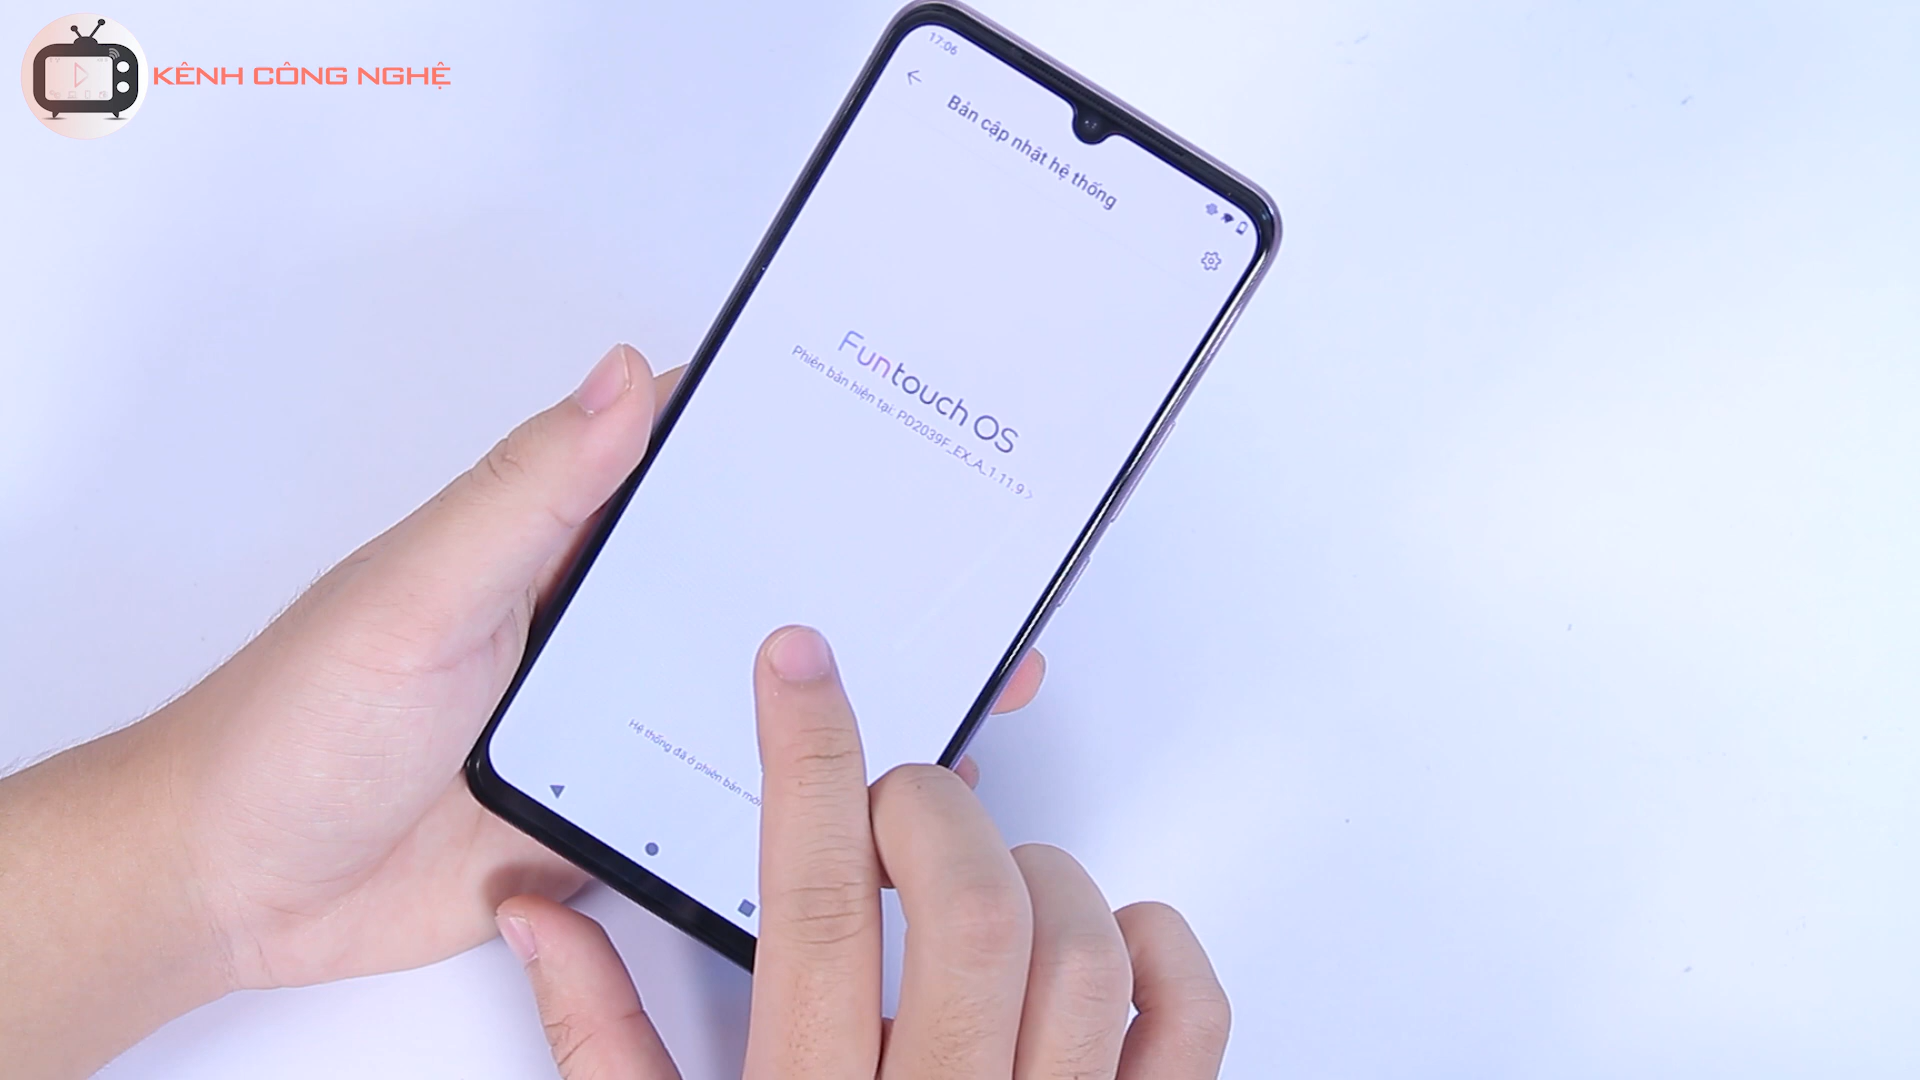 KÊNH CÔNG NGHỆ
17:06
Bản cập nhật hệ thống
Funtouch OS
Phiên bản hiện tại: PD2039F_EX_A_1.11.9 >
Hệ thống đã ở phiên bản mới